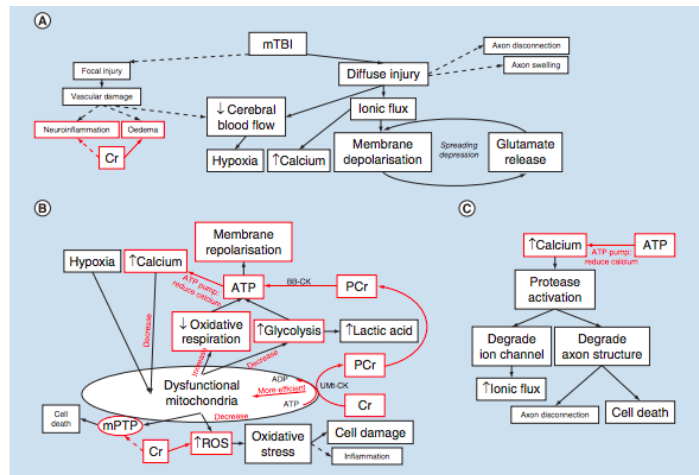 A
mTBI
Focal injury
Vascular damage
Neuroinflammation
Oedema
Cr
Diffuse injury
Axon disconnection
Axon swelling
↓ Cerebral
blood flow
Ionic flux
Hypoxia
↑Calcium
Membrane
depolarisation
Spreading
depression
Glutamate
release
B
Membrane
repolarisation
Hypoxia
↑Calcium
ATP pump:
reduce calcium
ATP
BB-CK
PCr
Decrease
↓ Oxidative
respiration
↑Glycolysis
↑Lactic acid
Increase
Decrease
PCr
Dysfunctional
mitochondria
ADP
UMt-CK
More efficient
ATP
Cr
Cell
death
mPTP
Decrease
Cr
↑ROS
Oxidative
stress
Cell damage
Inflammation
C
↑Calcium
ATP pump:
reduce calcium
ATP
Protease
activation
Degrade
ion channel
Degrade
axon structure
↑Ionic flux
Axon disconnection
Cell death